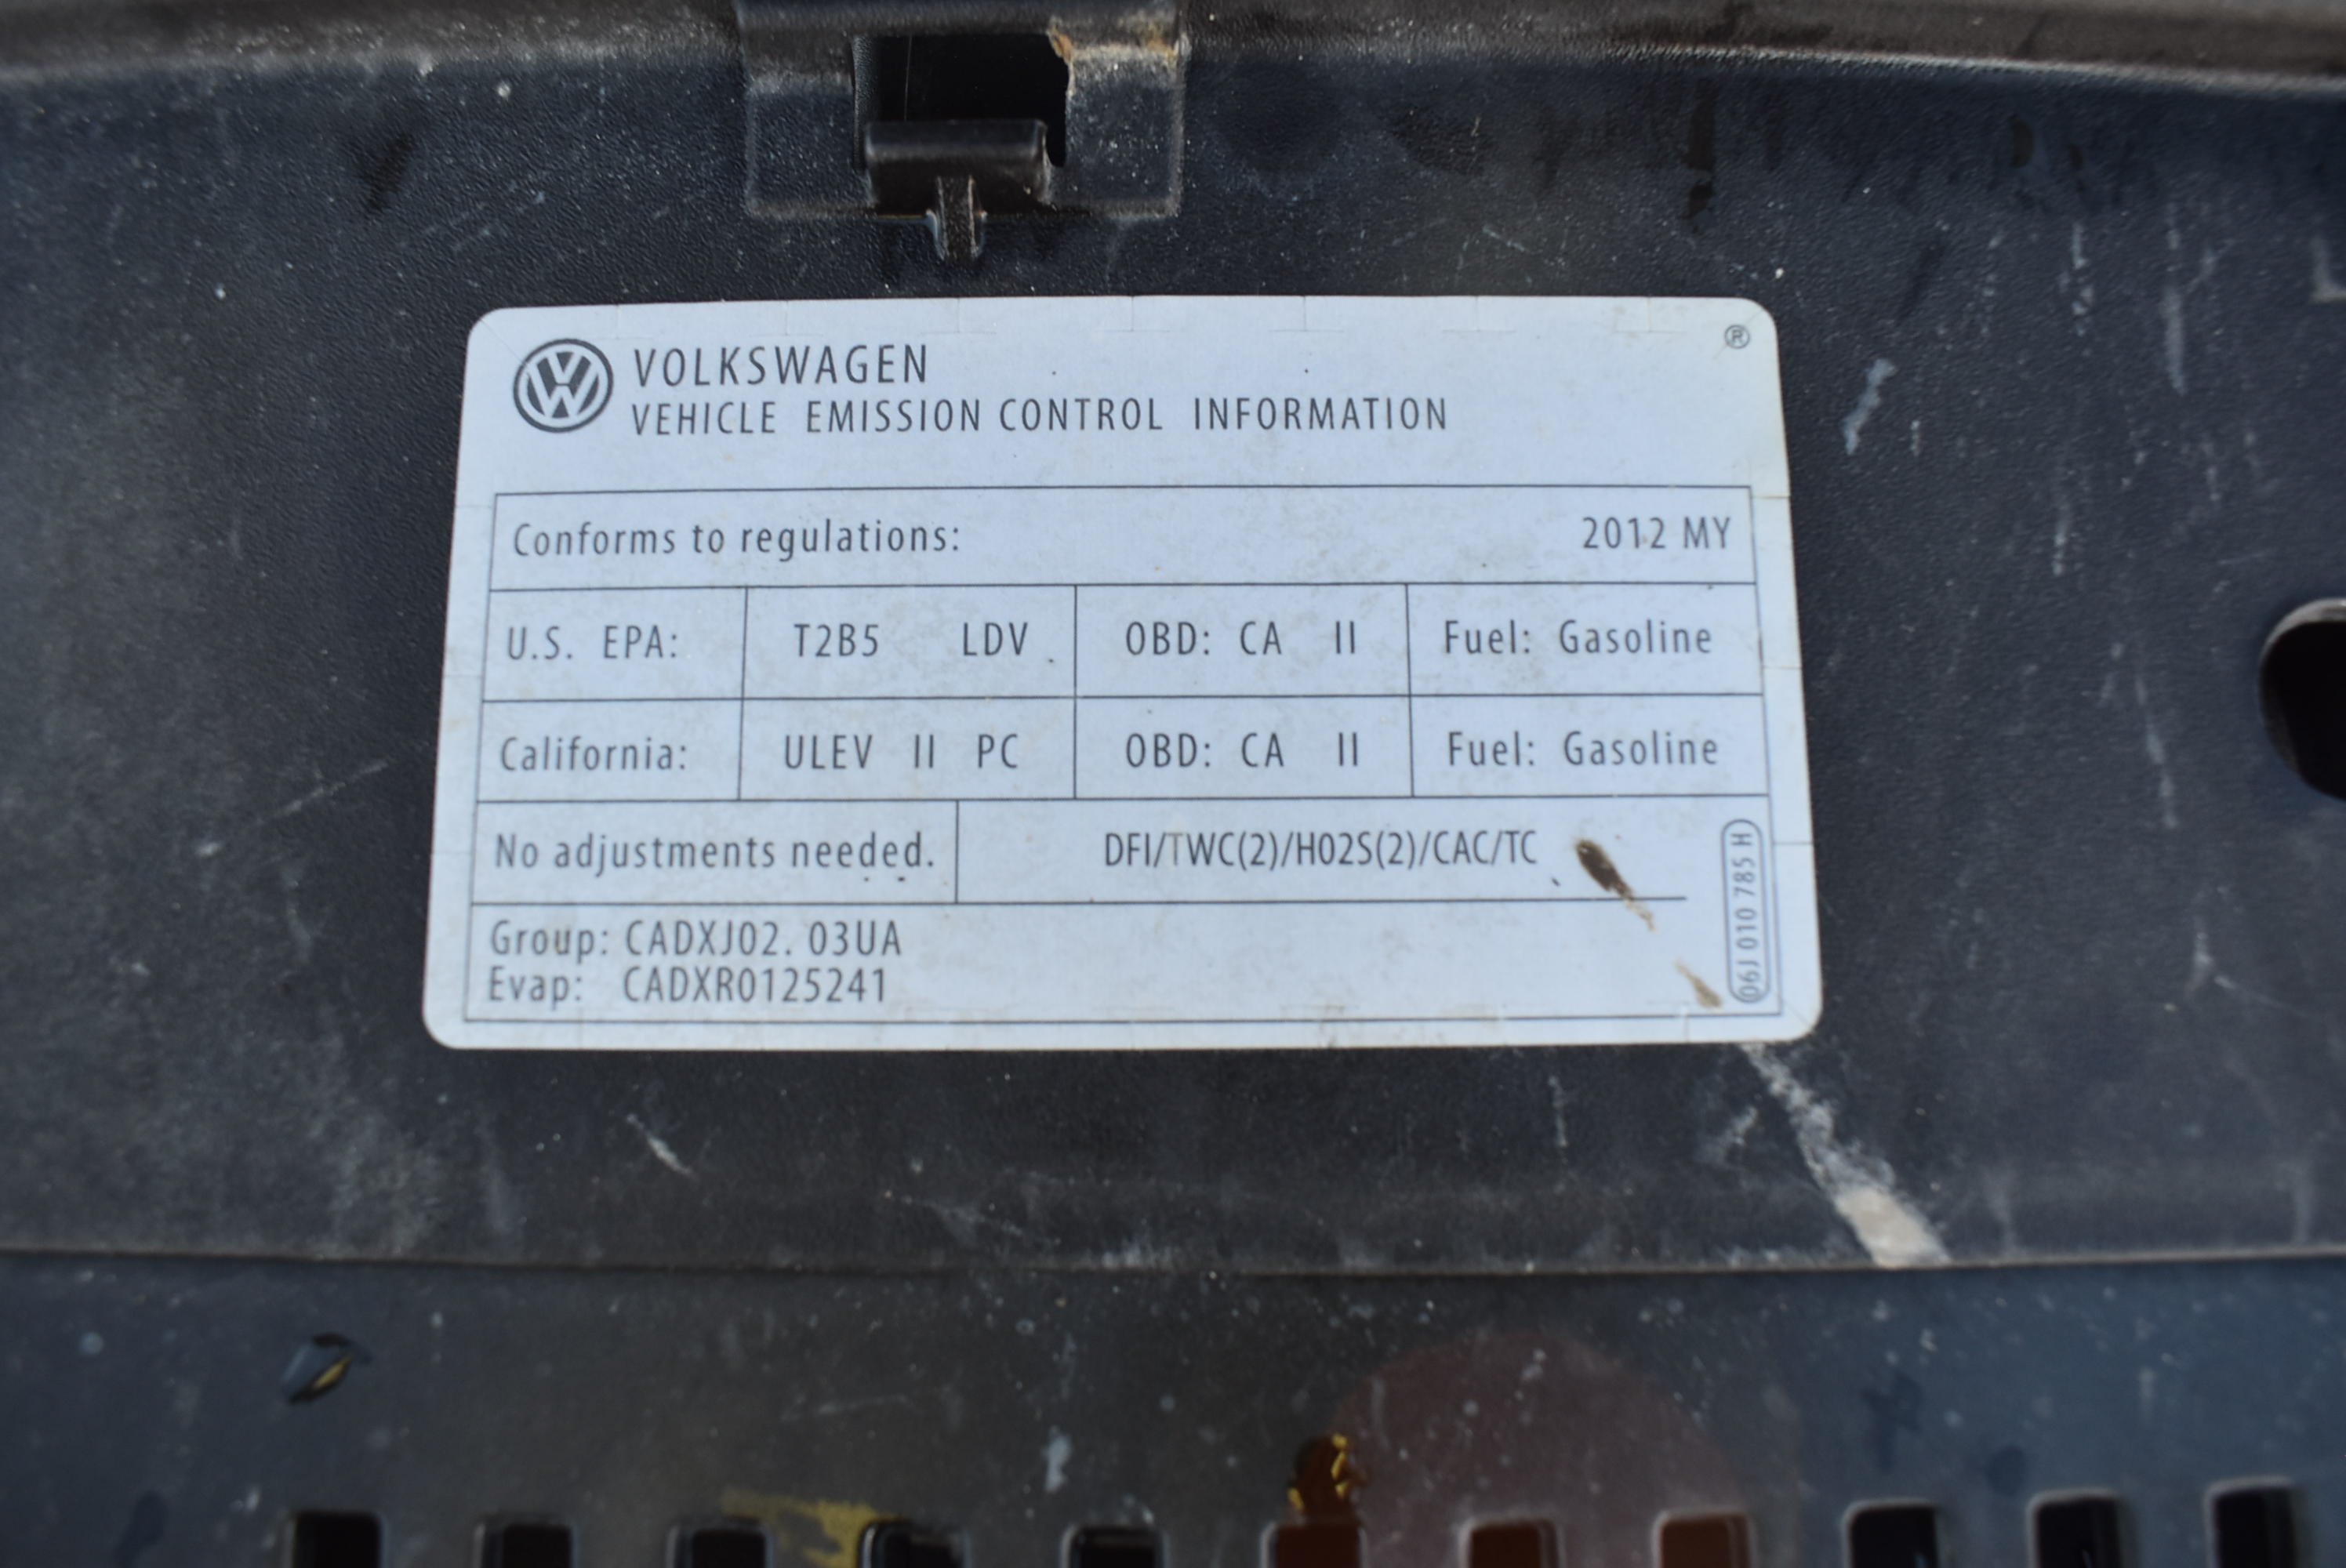 VOLKSWAGEN ®
VEHICLE EMISSION CONTROL INFORMATION
Conforms to regulations: 2012 MY
U.S. EPA: T2B5 LDV OBD: CA II Fuel: Gasoline
California: ULEV II PC OBD: CA II Fuel: Gasoline
No adjustments needed. DFI/TWC(2)/HO2S(2)/CAC/TC
Group: CADXJ02. 03UA
Evap: CADXR0125241
06J 010 785 H